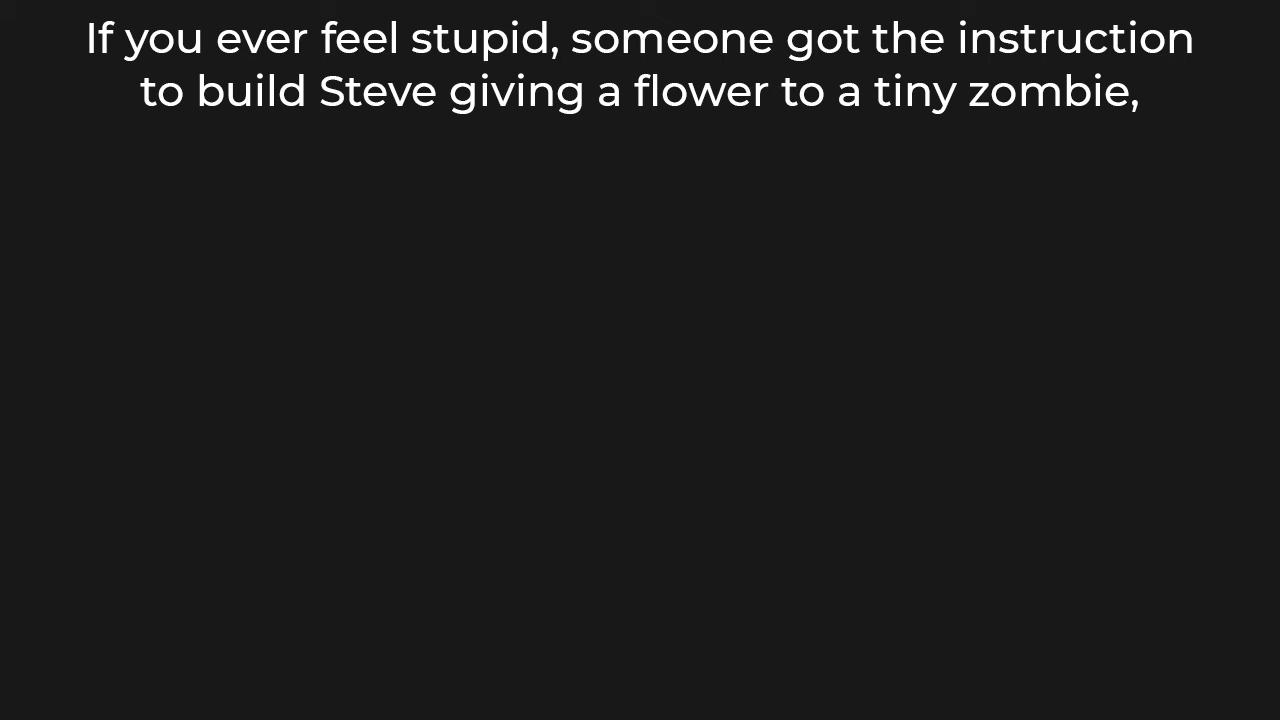 If you ever feel stupid, someone got the instruction
to build Steve giving a flower to a tiny zombie,